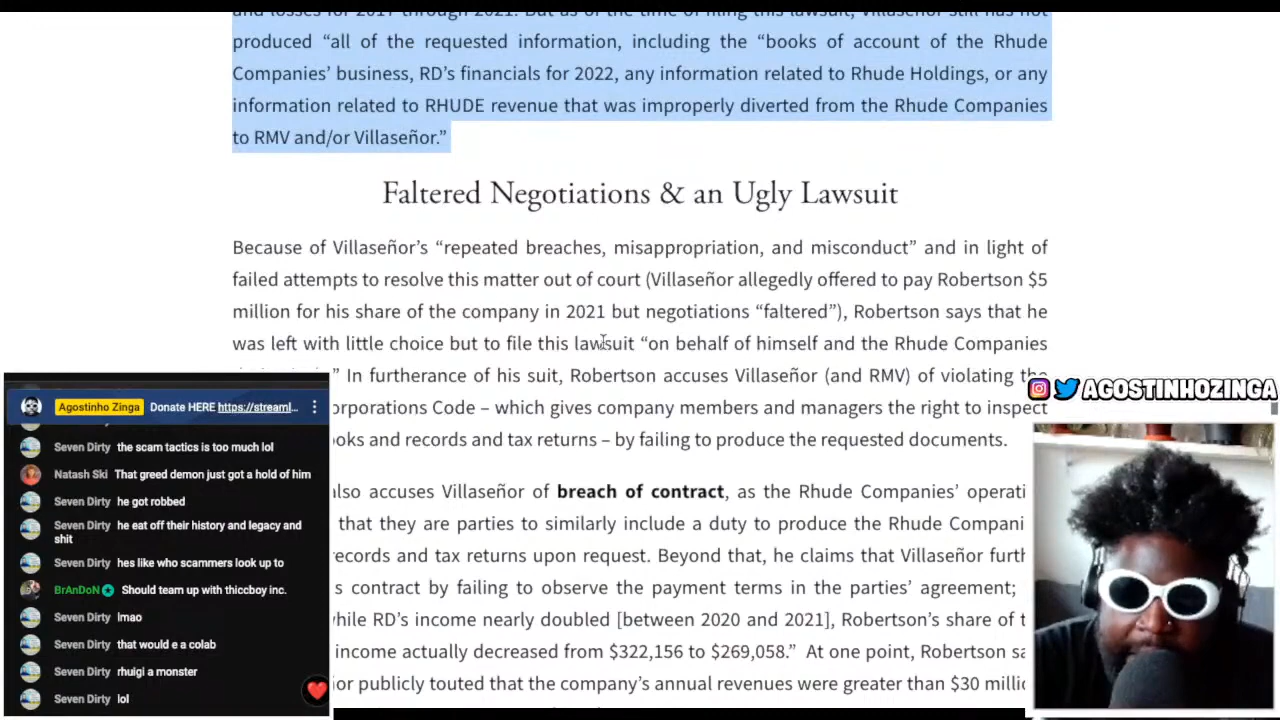 and losses for 2017 through 2021. But as of the time of filing this lawsuit, Villaseñor still has not
produced “all of the requested information, including the “books of account of the Rhude
Companies’ business, RD’s financials for 2022, any information related to Rhude Holdings, or any
information related to RHUDE revenue that was improperly diverted from the Rhude Companies
to RMV and/or Villaseñor.”
Faltered Negotiations & an Ugly Lawsuit
Because of Villaseñor’s “repeated breaches, misappropriation, and misconduct” and in light of
failed attempts to resolve this matter out of court (Villaseñor allegedly offered to pay Robertson $5
million for his share of the company in 2021 but negotiations “faltered”), Robertson says that he
was left with little choice but to file this lawsuit “on behalf of himself and the Rhude Companies
” In furtherance of his suit, Robertson accuses Villaseñor (and RMV) of violating the
orporations Code – which gives company members and managers the right to inspect
ooks and records and tax returns – by failing to produce the requested documents.
also accuses Villaseñor of breach of contract, as the Rhude Companies’ operati
that they are parties to similarly include a duty to produce the Rhude Compani
records and tax returns upon request. Beyond that, he claims that Villaseñor furth
s contract by failing to observe the payment terms in the parties’ agreement;
while RD’s income nearly doubled [between 2020 and 2021], Robertson’s share of t
income actually decreased from $322,156 to $269,058.” At one point, Robertson sa
or publicly touted that the company’s annual revenues were greater than $30 millio
Agostinho Zinga Donate HERE https://streaml...
Seven Dirty the scam tactics is too much lol
Natash Ski That greed demon just got a hold of him
Seven Dirty he got robbed
Seven Dirty he eat off their history and legacy and
shit
Seven Dirty hes like who scammers look up to
BrAnDoN Should team up with thiccboy inc.
Seven Dirty lmao
Seven Dirty that would e a colab
Seven Dirty rhuigi a monster
Seven Dirty lol
AGOSTINHOZINGA